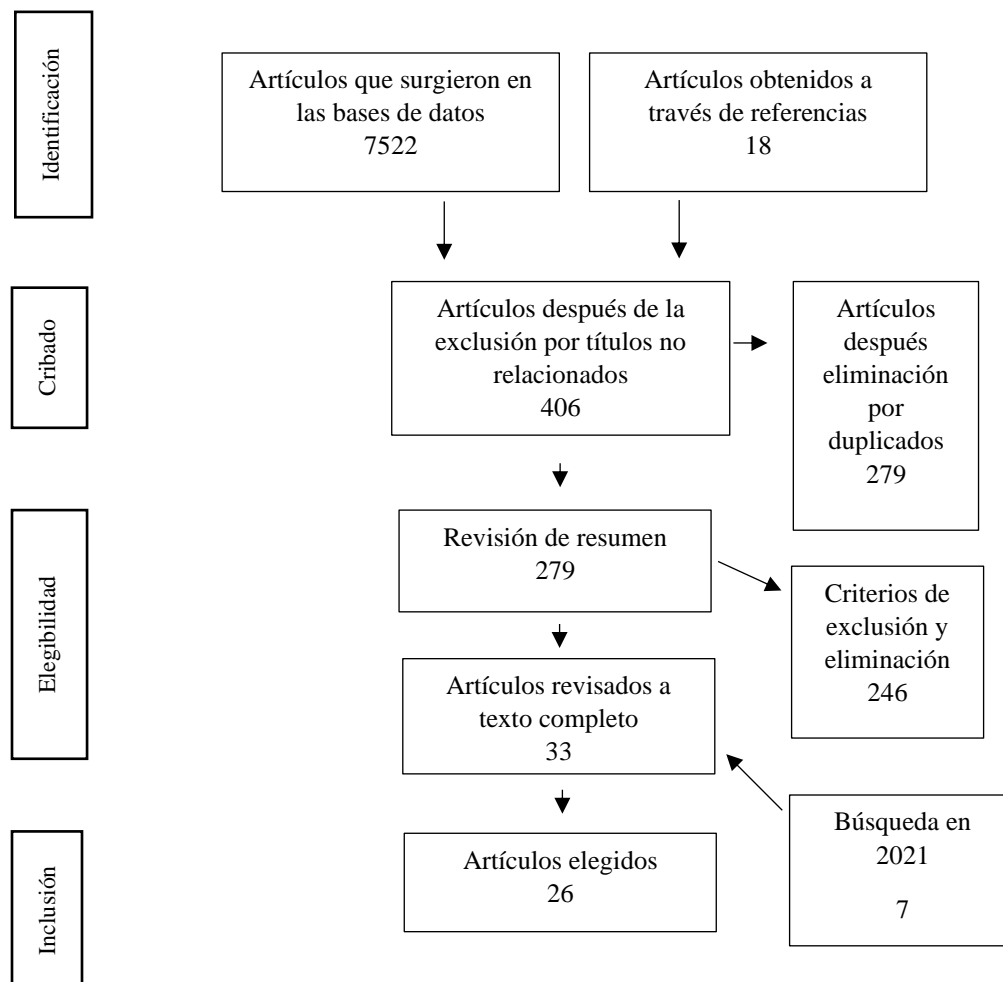 Identificación
Artículos que surgieron en
las bases de datos
7522
Artículos obtenidos a
través de referencias
18
Cribado
Artículos después de la
exclusión por títulos no
relacionados
406
Artículos
después
eliminación
por
duplicados
279
Elegibilidad
Revisión de resumen
279
Criterios de
exclusión y
eliminación
246
Artículos revisados a
texto completo
33
Búsqueda en
2021
7
Inclusión
Artículos elegidos
26